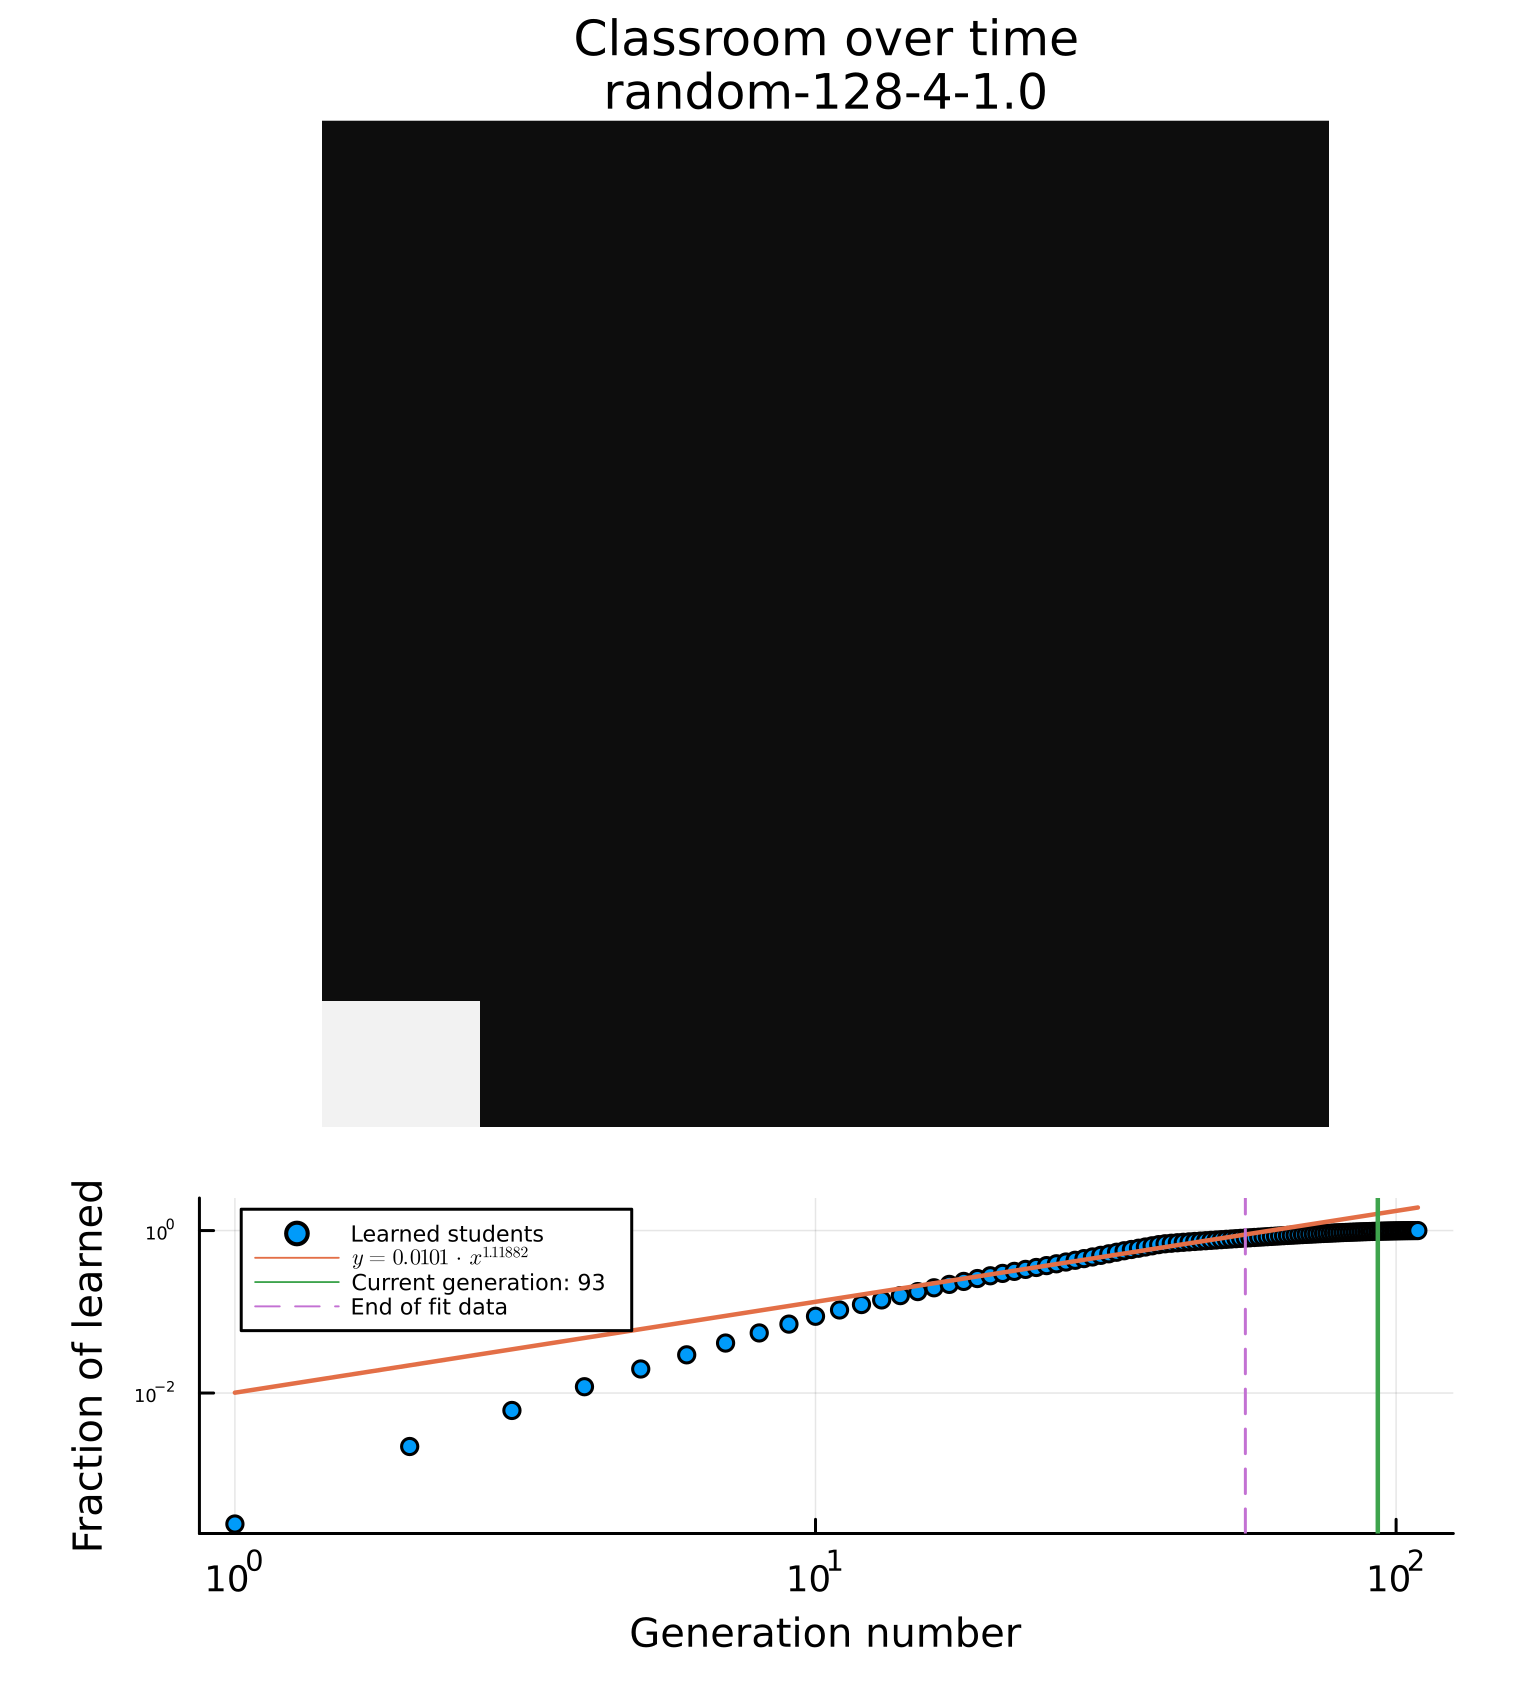 Classroom over time
random-128-4-1.0
Fraction of learned
10^0
10^-2
Learned students
y = 0.0101 · x^1.11882
Current generation: 93
End of fit data
10^0 10^1 10^2
Generation number